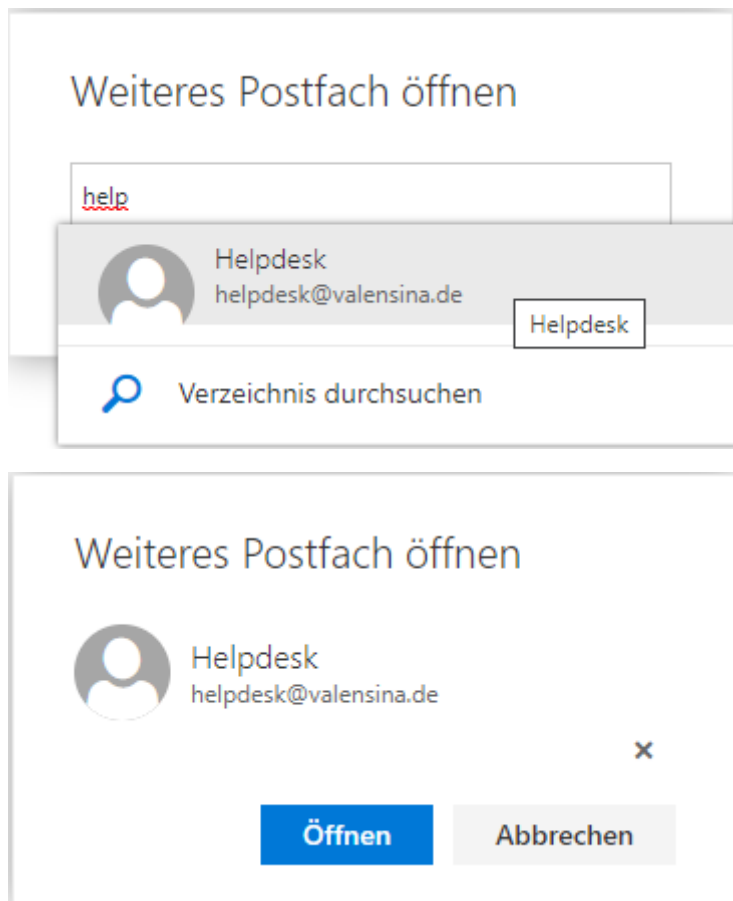 Weiteres Postfach öffnen
help
Helpdesk
helpdesk@valensina.de
Helpdesk
Verzeichnis durchsuchen
Weiteres Postfach öffnen
Helpdesk
helpdesk@valensina.de
×
Öffnen Abbrechen